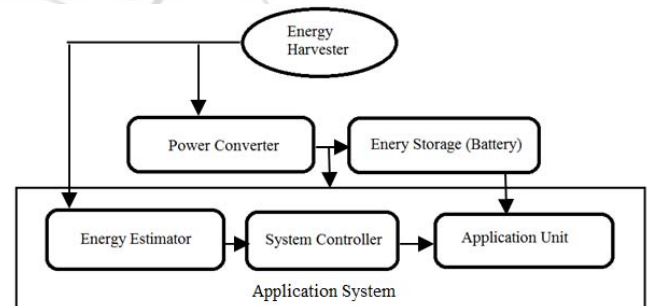 Energy
Harvester
Power Converter
Enery Storage (Battery)
Energy Estimator
System Controller
Application Unit
Application System